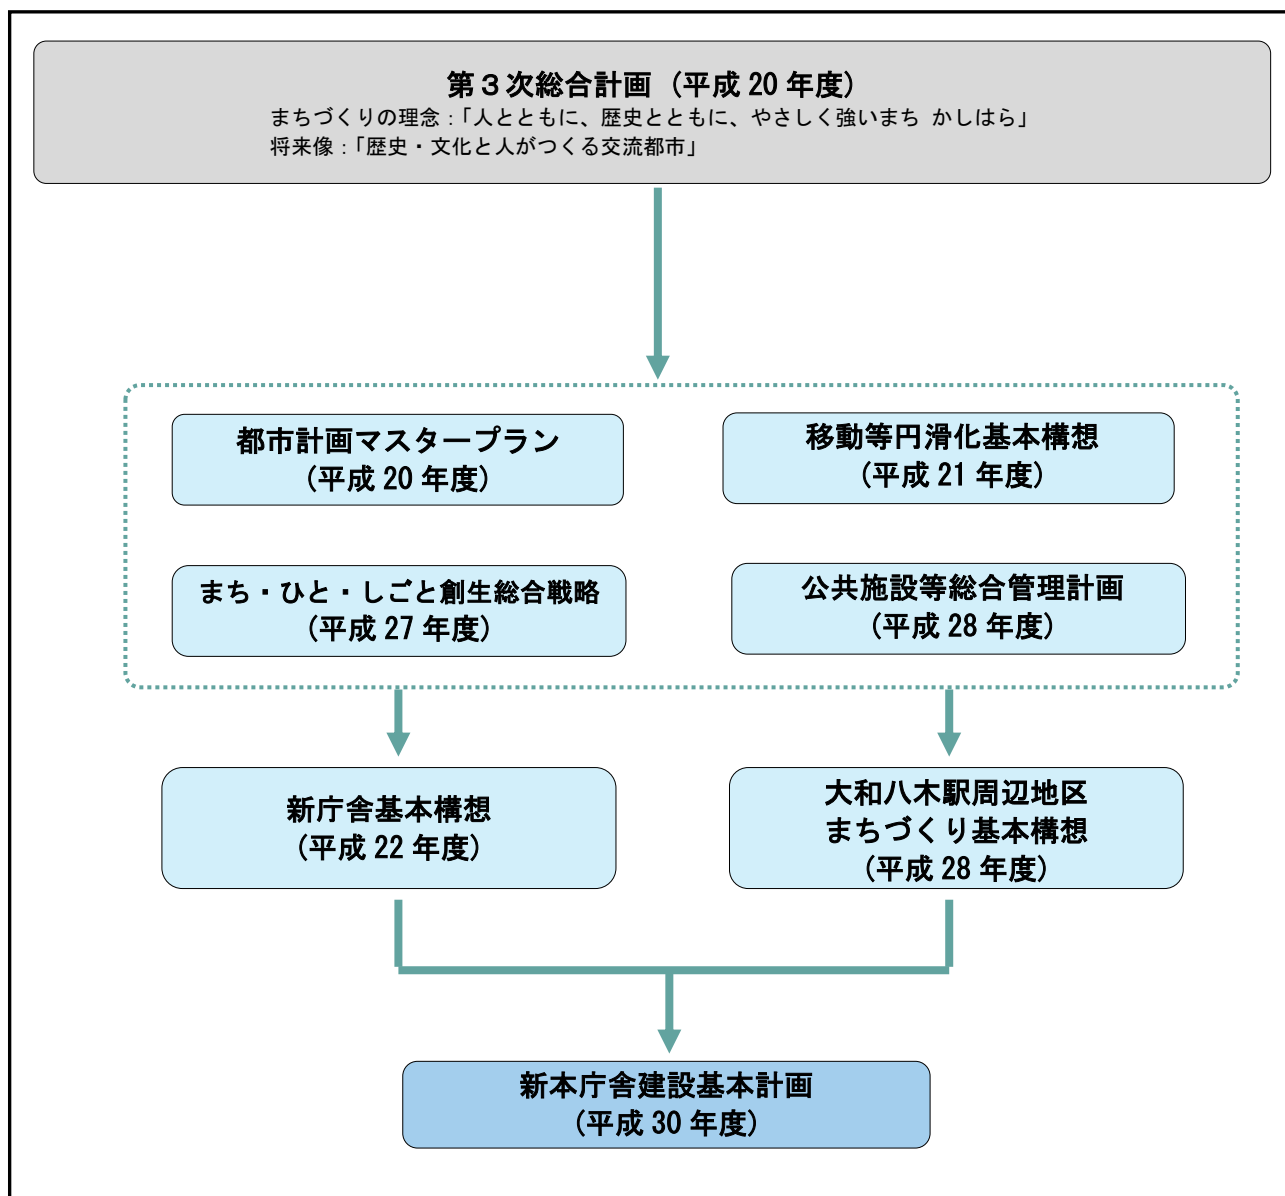 第３次総合計画（平成 20 年度）
まちづくりの理念：「人とともに、歴史とともに、やさしく強いまち かしはら」
将来像：「歴史・文化と人がつくる交流都市」
都市計画マスタープラン
（平成 20 年度）
移動等円滑化基本構想
（平成 21 年度）
まち・ひと・しごと創生総合戦略
（平成 27 年度）
公共施設等総合管理計画
（平成 28 年度）
新庁舎基本構想
（平成 22 年度）
大和八木駅周辺地区
まちづくり基本構想
（平成 28 年度）
新本庁舎建設基本計画
（平成 30 年度）